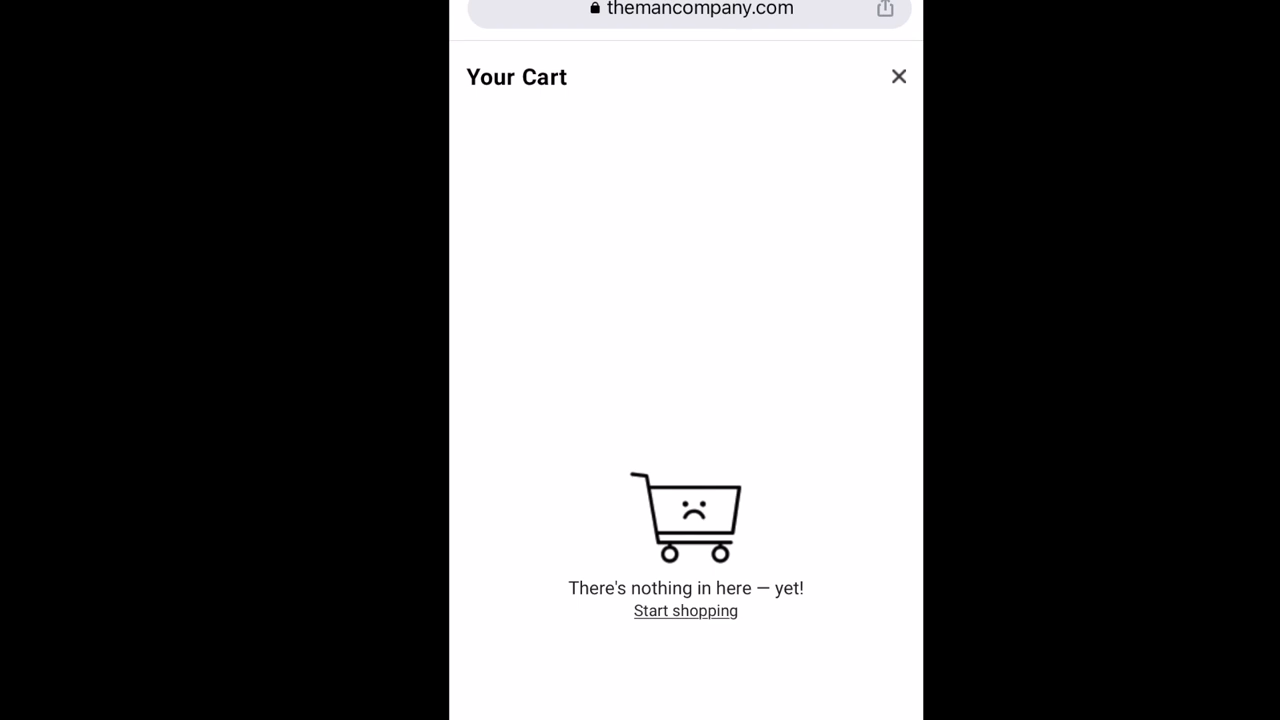 themancompany.com
Your Cart
There's nothing in here — yet!
Start shopping